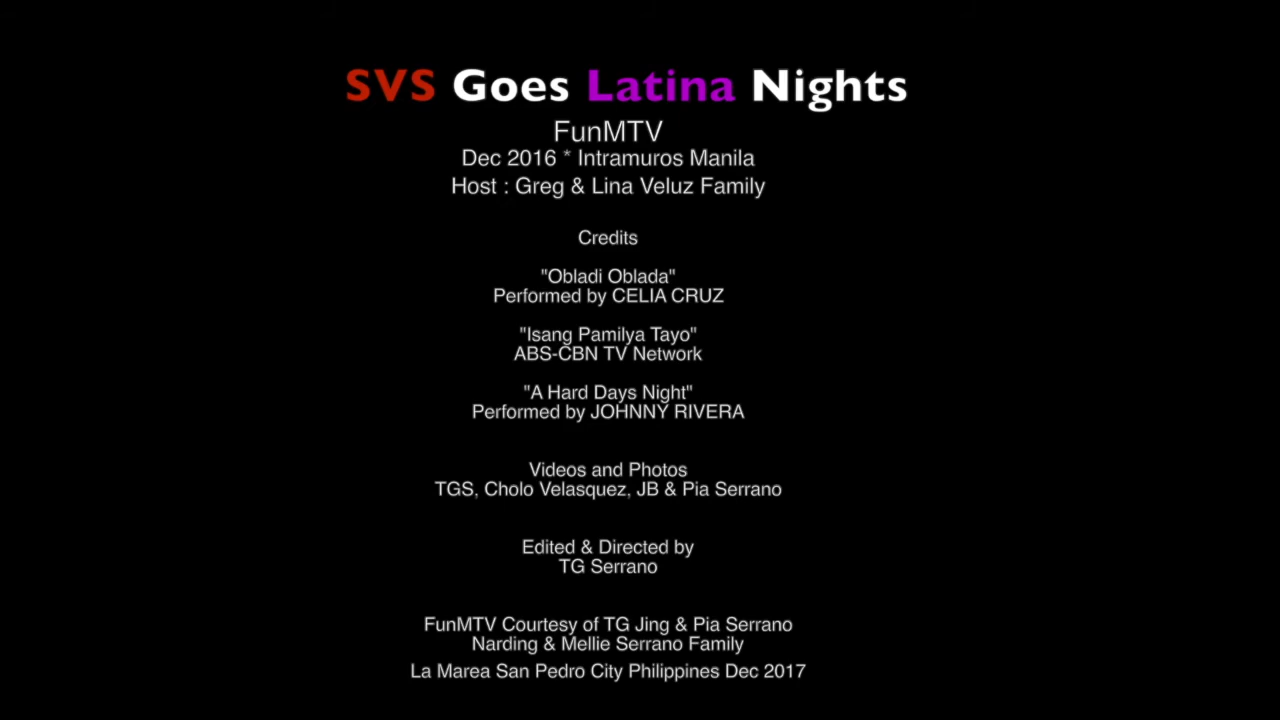 SVS Goes Latina Nights
FunMTV
Dec 2016 * Intramuros Manila
Host : Greg & Lina Veluz Family
Credits
"Obladi Oblada"
Performed by CELIA CRUZ
"Isang Pamilya Tayo"
ABS-CBN TV Network
"A Hard Days Night"
Performed by JOHNNY RIVERA
Videos and Photos
TGS, Cholo Velasquez, JB & Pia Serrano
Edited & Directed by
TG Serrano
FunMTV Courtesy of TG Jing & Pia Serrano
Narding & Mellie Serrano Family
La Marea San Pedro City Philippines Dec 2017